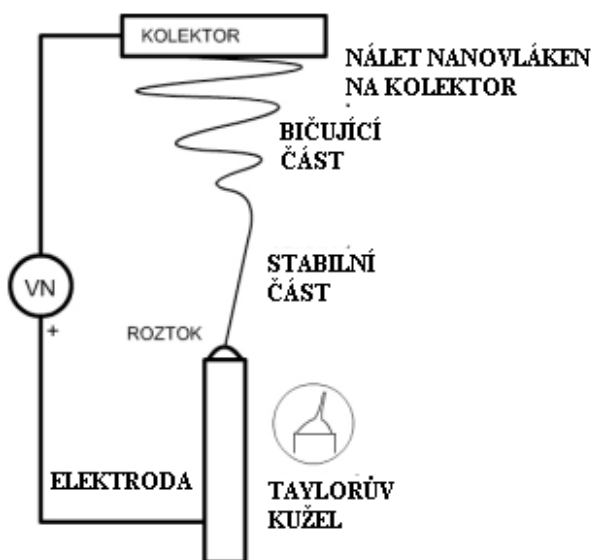 KOLEKTOR
NÁLET NANOVLÁKEN
NA KOLEKTOR
BIČUJÍCÍ
ČÁST
STABILNÍ
ČÁST
VN
+
ROZTOK
ELEKTRODA
TAYLORŮV
KUŽEL